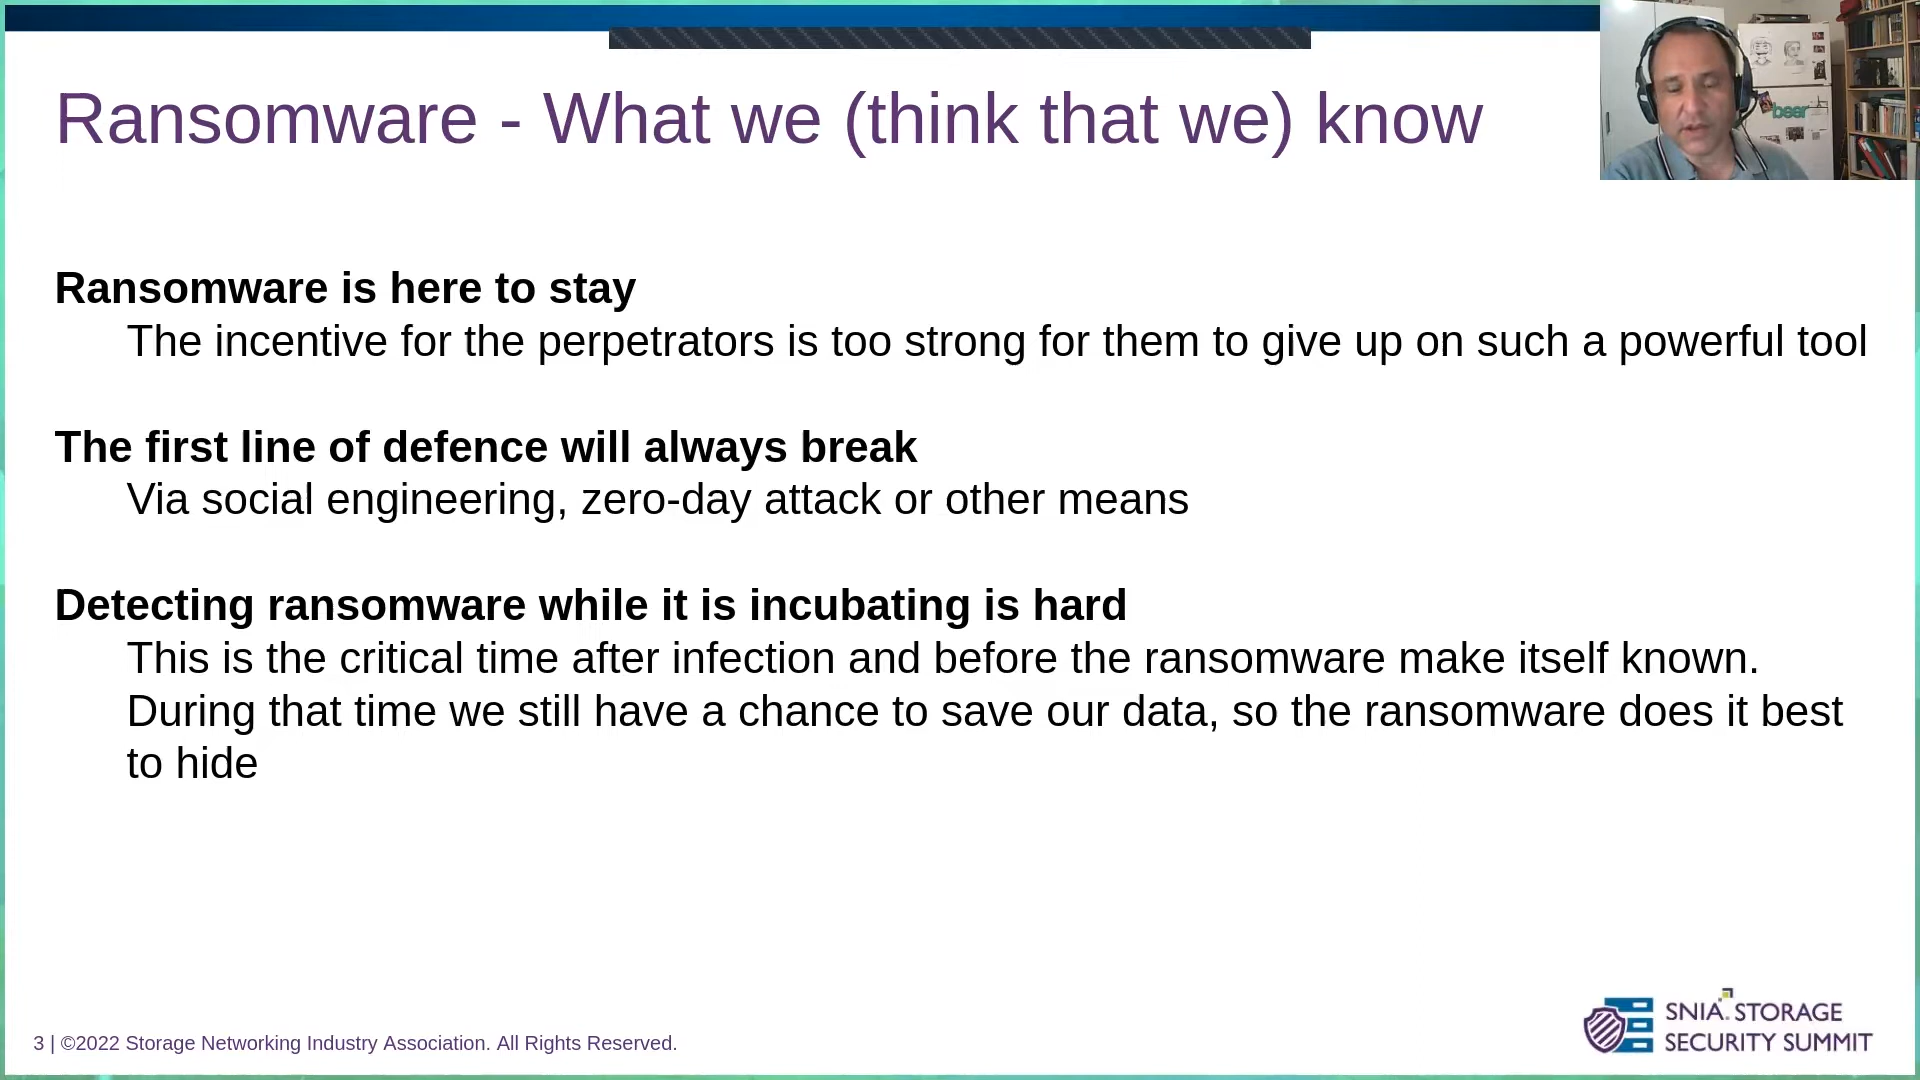 Ransomware - What we (think that we) know
beer
Ransomware is here to stay
The incentive for the perpetrators is too strong for them to give up on such a powerful tool
The first line of defence will always break
Via social engineering, zero-day attack or other means
Detecting ransomware while it is incubating is hard
This is the critical time after infection and before the ransomware make itself known.
During that time we still have a chance to save our data, so the ransomware does it best
to hide
3 | ©2022 Storage Networking Industry Association. All Rights Reserved.
SNIA. STORAGE
SECURITY SUMMIT